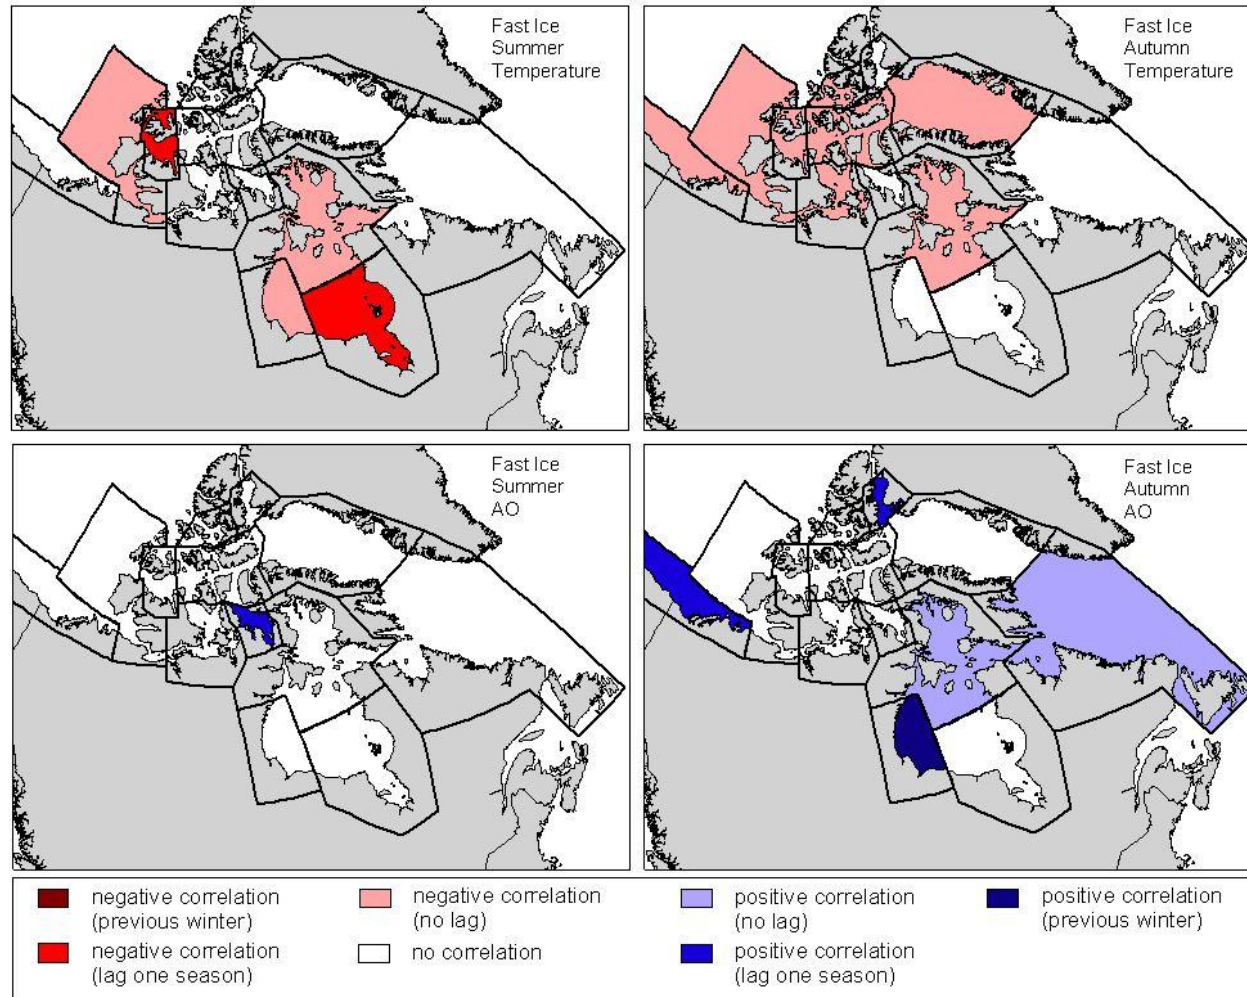 Fast Ice
Summer
Temperature
Fast Ice
Autumn
Temperature
Fast Ice
Summer
AO
Fast Ice
Autumn
AO
negative correlation
(previous winter)
negative correlation
(lag one season)
negative correlation
(no lag)
no correlation
positive correlation
(no lag)
positive correlation
(lag one season)
positive correlation
(previous winter)